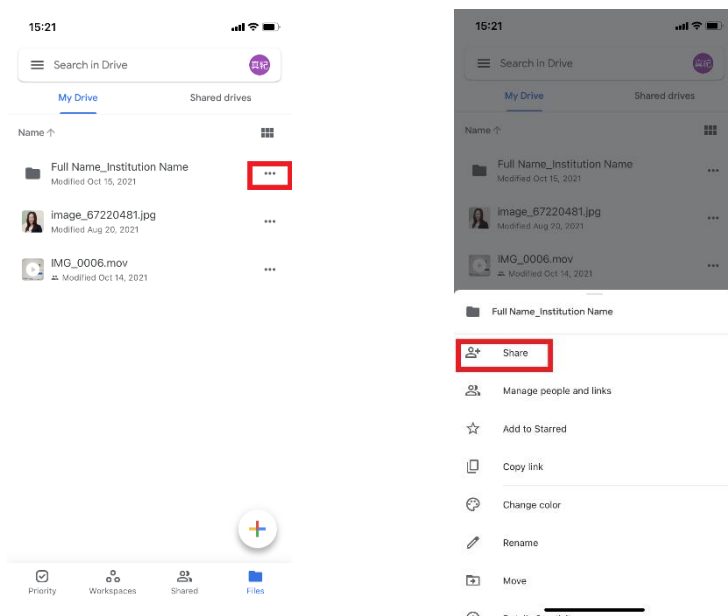 15:21
Search in Drive
真紀
My Drive Shared drives
Name ↑
Full Name_Institution Name
Modified Oct 15, 2021
image_67220481.jpg
Modified Aug 20, 2021
IMG_0006.mov
Modified Oct 14, 2021
Priority Workspaces Shared Files
15:21
Search in Drive
真紀
My Drive Shared drives
Name ↑
Full Name_Institution Name
Modified Oct 15, 2021
image_67220481.jpg
Modified Aug 20, 2021
IMG_0006.mov
Modified Oct 14, 2021
Full Name_Institution Name
Share
Manage people and links
Add to Starred
Copy link
Change color
Rename
Move